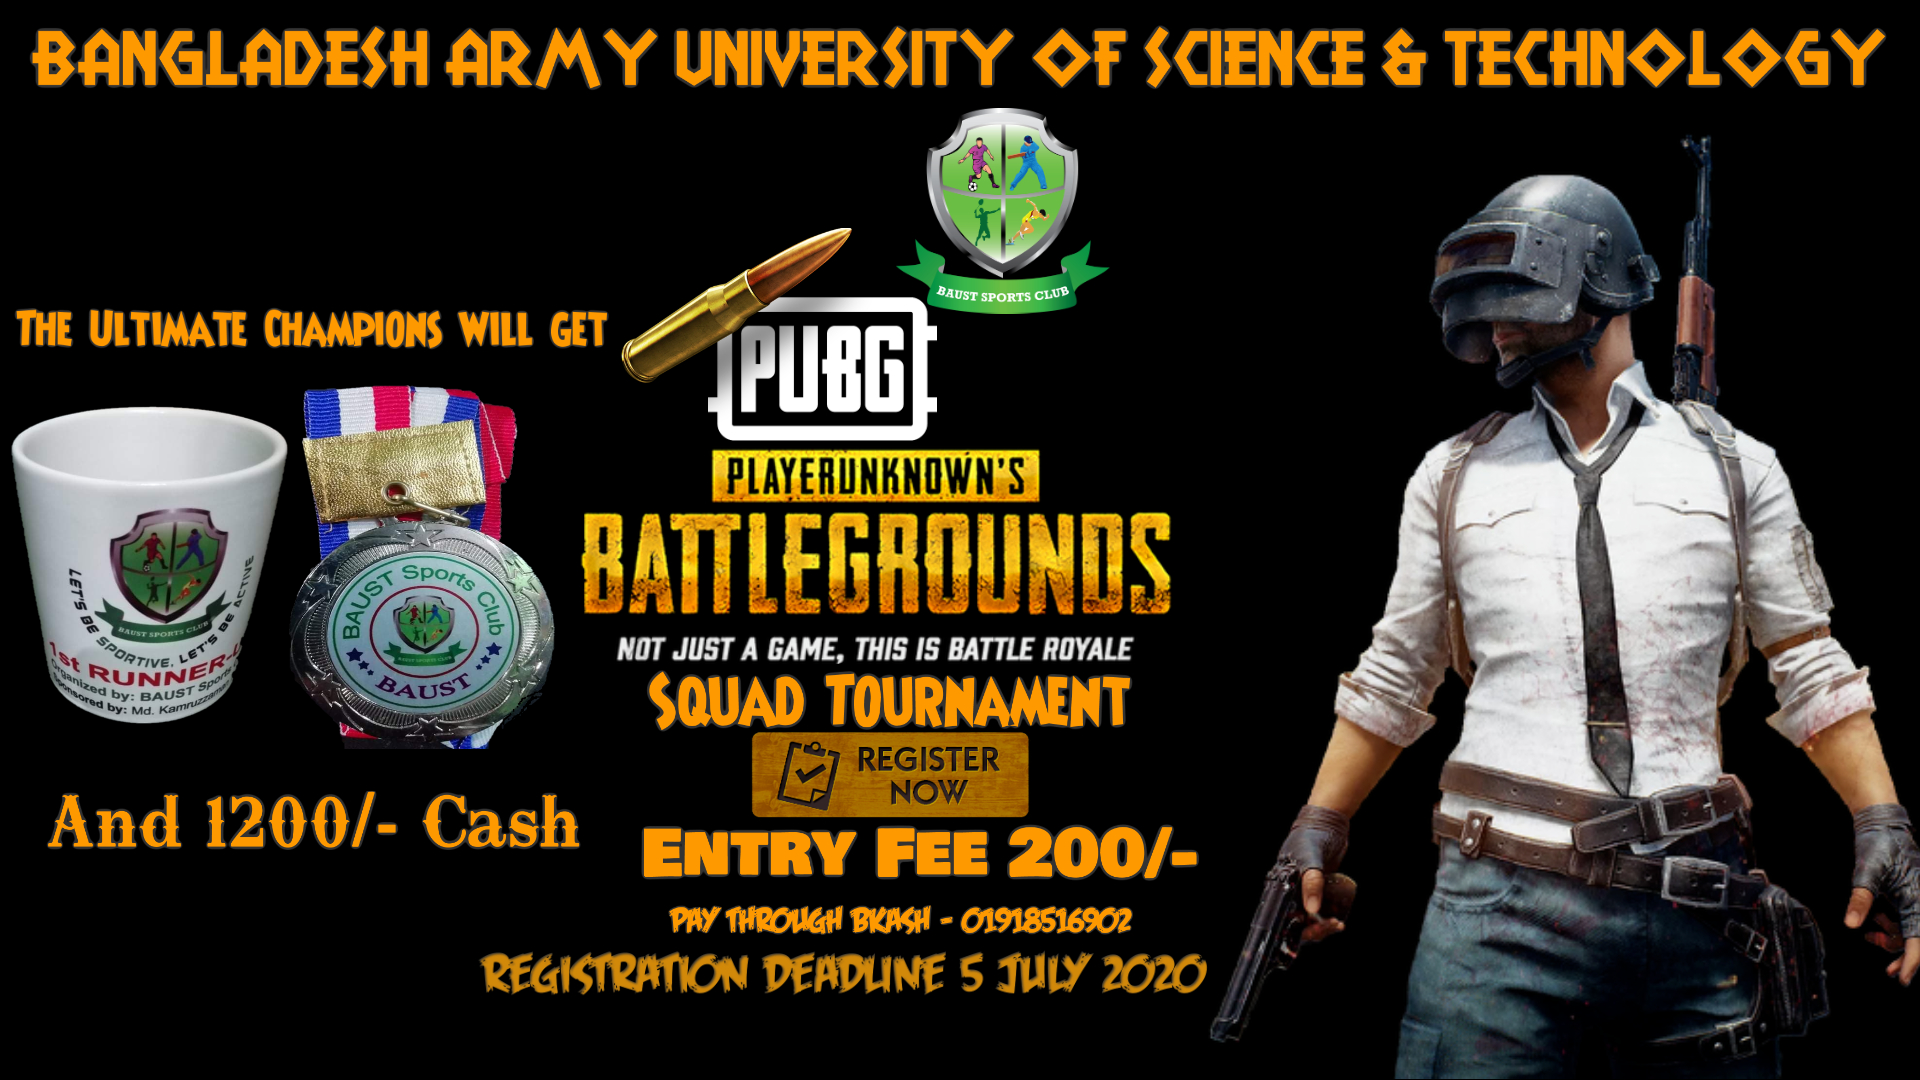 BANGLADESH ARMY UNIVERSITY OF SCIENCE & TECHNOLOGY
BAUST SPORTS CLUB
THE ULTIMATE CHAMPIONS WILL GET
PUBG
PLAYERUNKNOWN'S
BATTLEGROUNDS
NOT JUST A GAME, THIS IS BATTLE ROYALE
SQUAD TOURNAMENT
REGISTER
NOW
ENTRY FEE 200/-
PAY THROUGH BKASH - 01918516902
REGISTRATION DEADLINE 5 JULY 2020
LET'S BE SPORTIVE, LET'S BE ACTIVE
BAUST SPORTS CLUB
1st RUNNER-U
Organized by: BAUST Sports
Sponsored by: Md. Kamruzzaman
BAUST Sports Club
BAUST
And 1200/- Cash